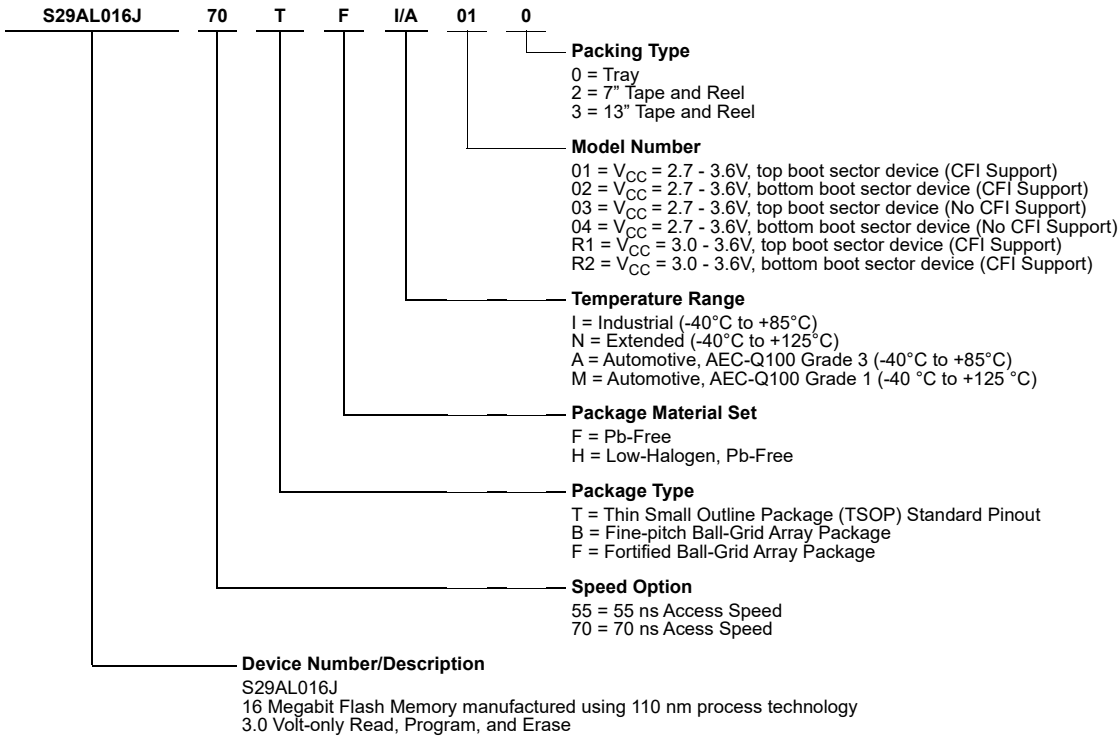 S29AL016J 70 T F I/A 01 0
Packing Type
0 = Tray
2 = 7” Tape and Reel
3 = 13” Tape and Reel
Model Number
01 = VCC = 2.7 - 3.6V, top boot sector device (CFI Support)
02 = VCC = 2.7 - 3.6V, bottom boot sector device (CFI Support)
03 = VCC = 2.7 - 3.6V, top boot sector device (No CFI Support)
04 = VCC = 2.7 - 3.6V, bottom boot sector device (No CFI Support)
R1 = VCC = 3.0 - 3.6V, top boot sector device (CFI Support)
R2 = VCC = 3.0 - 3.6V, bottom boot sector device (CFI Support)
Temperature Range
I = Industrial (-40°C to +85°C)
N = Extended (-40°C to +125°C)
A = Automotive, AEC-Q100 Grade 3 (-40°C to +85°C)
M = Automotive, AEC-Q100 Grade 1 (-40 °C to +125 °C)
Package Material Set
F = Pb-Free
H = Low-Halogen, Pb-Free
Package Type
T = Thin Small Outline Package (TSOP) Standard Pinout
B = Fine-pitch Ball-Grid Array Package
F = Fortified Ball-Grid Array Package
Speed Option
55 = 55 ns Access Speed
70 = 70 ns Acess Speed
Device Number/Description
S29AL016J
16 Megabit Flash Memory manufactured using 110 nm process technology
3.0 Volt-only Read, Program, and Erase